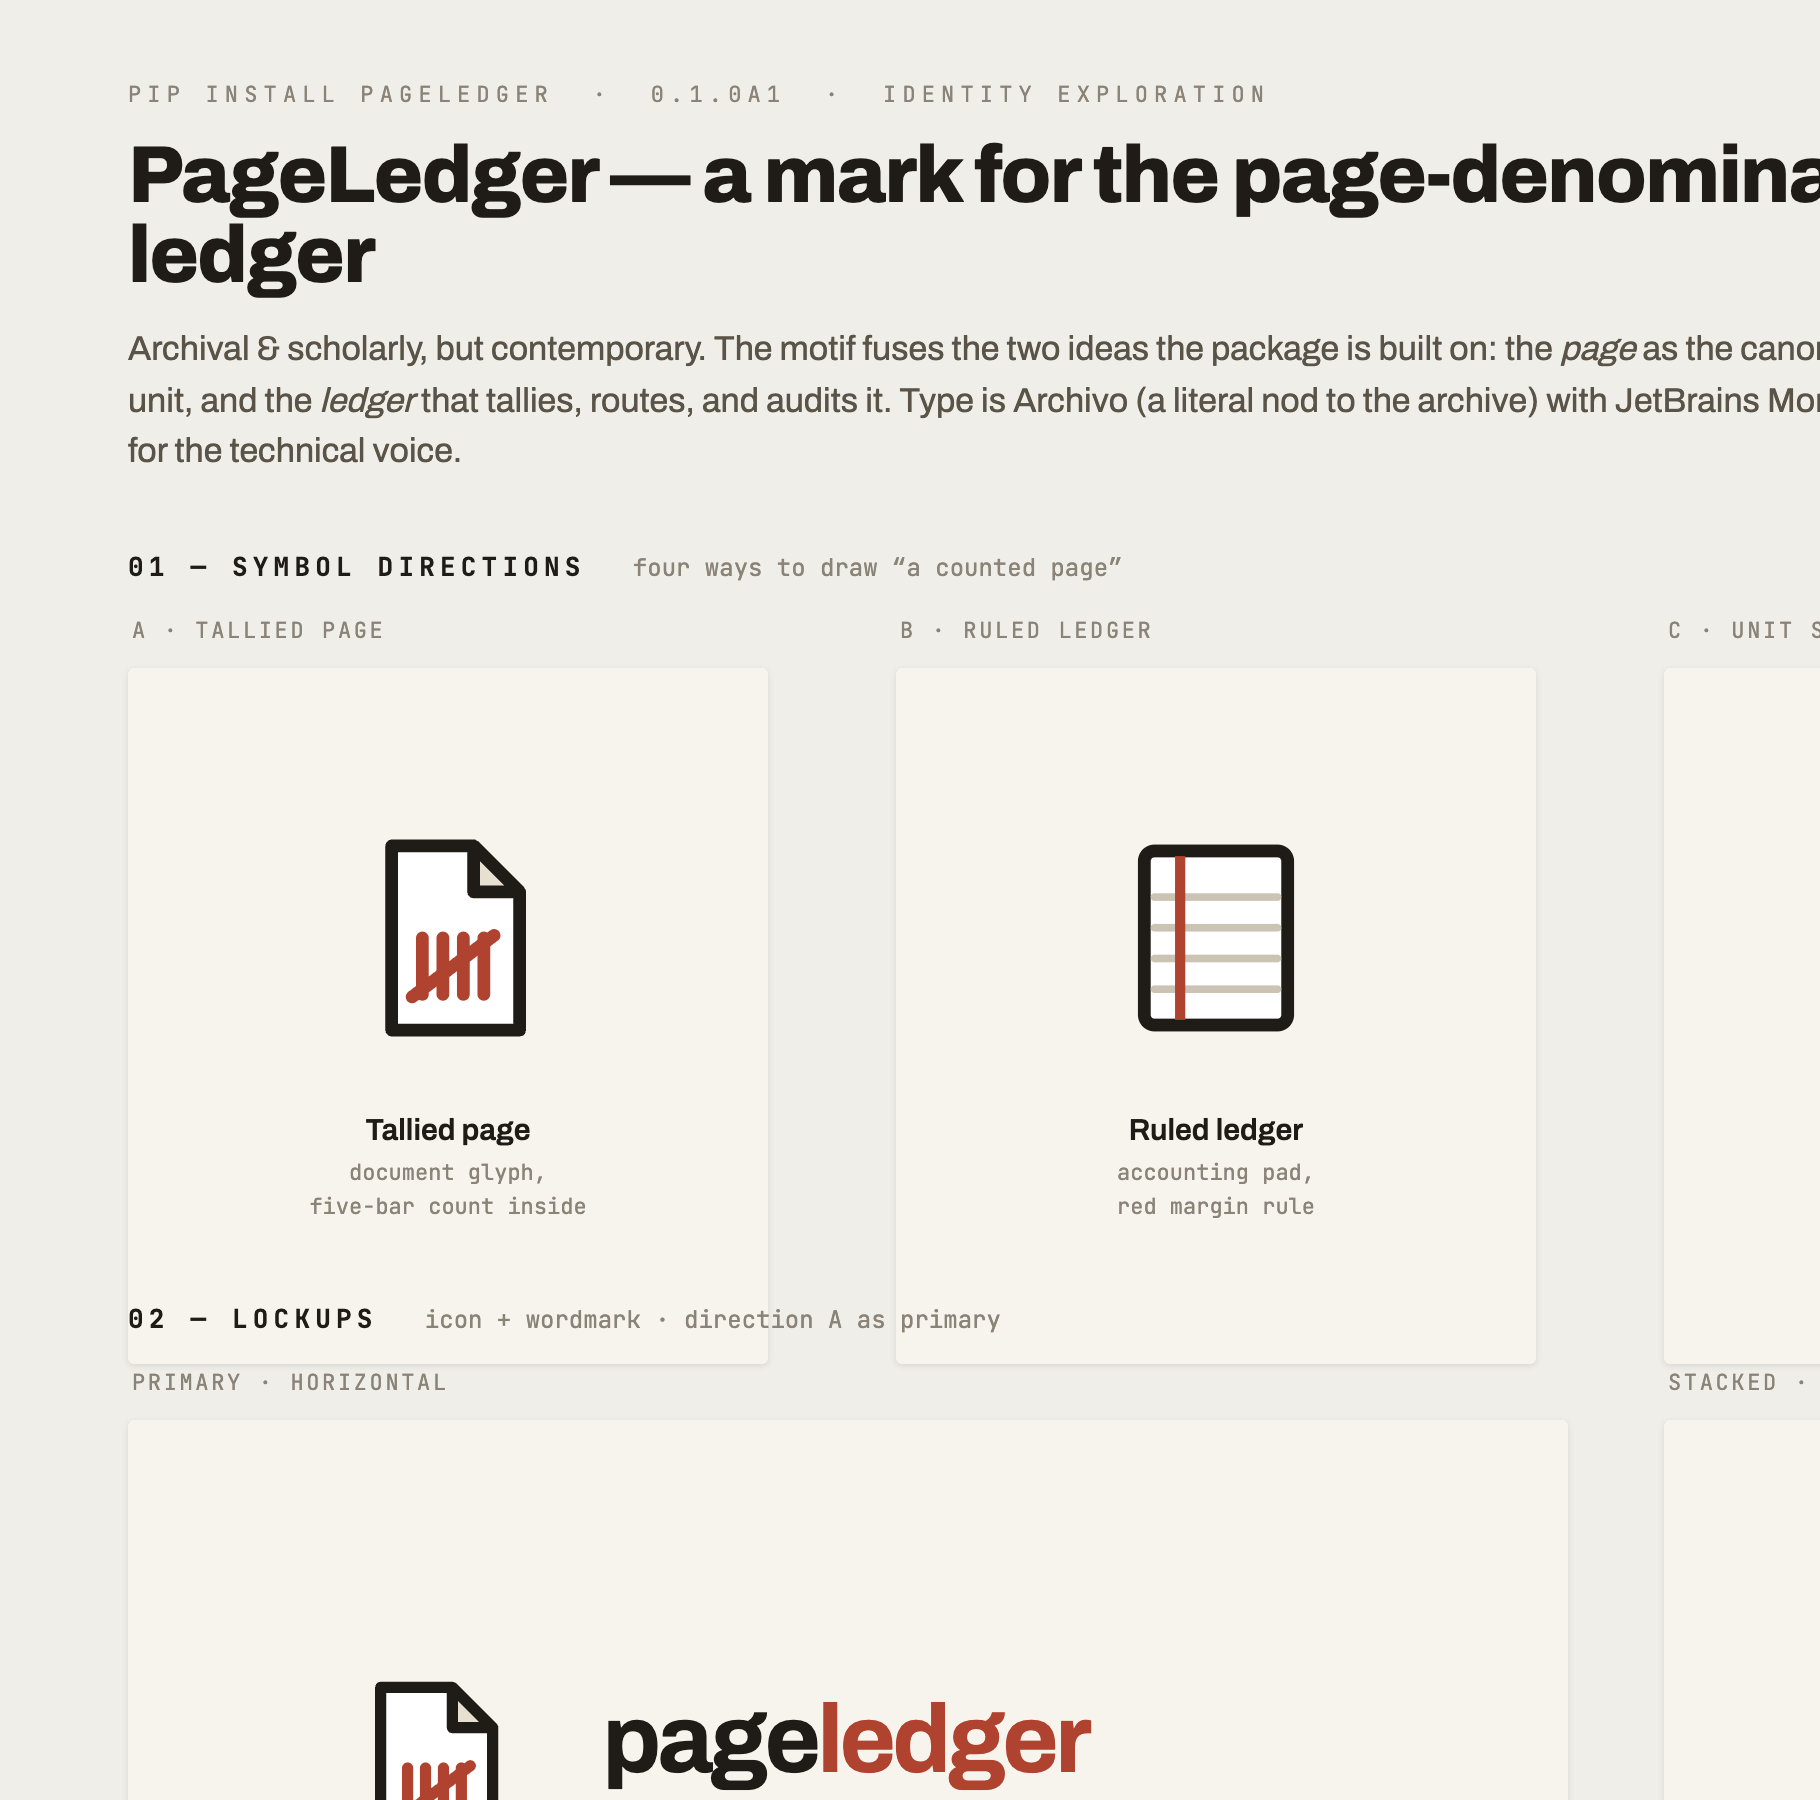 PIP INSTALL PAGELEDGER · 0.1.0A1 · IDENTITY EXPLORATION
PageLedger — a mark for the page-denomina
ledger
Archival & scholarly, but contemporary. The motif fuses the two ideas the package is built on: the page as the canon
unit, and the ledger that tallies, routes, and audits it. Type is Archivo (a literal nod to the archive) with JetBrains Mon
for the technical voice.
01 — SYMBOL DIRECTIONS four ways to draw “a counted page”
A · TALLIED PAGE
B · RULED LEDGER
C · UNIT S
Tallied page
document glyph,
five-bar count inside
Ruled ledger
accounting pad,
red margin rule
02 — LOCKUPS icon + wordmark · direction A as primary
PRIMARY · HORIZONTAL
STACKED ·
pageledger